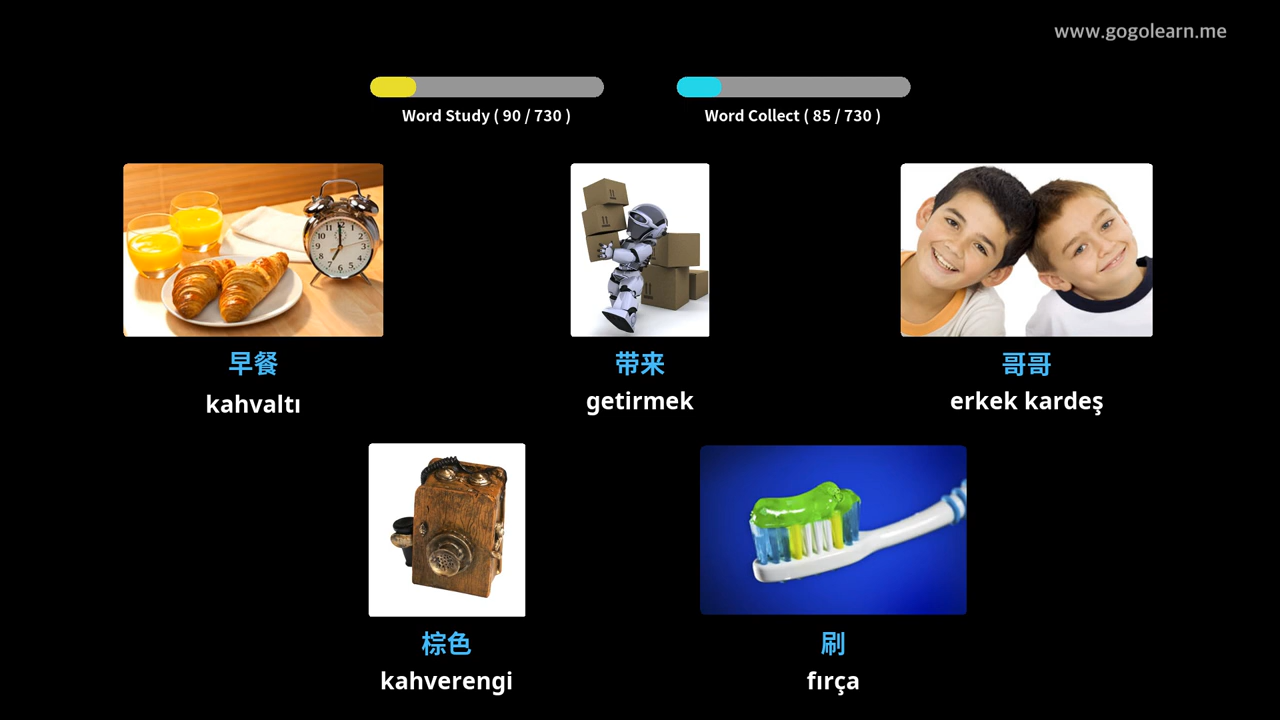 www.gogolearn.me
Word Study ( 90 / 730 )
Word Collect ( 85 / 730 )
早餐
带来
哥哥
kahvaltı
getirmek
erkek kardeş
棕色
刷
kahverengi
fırça